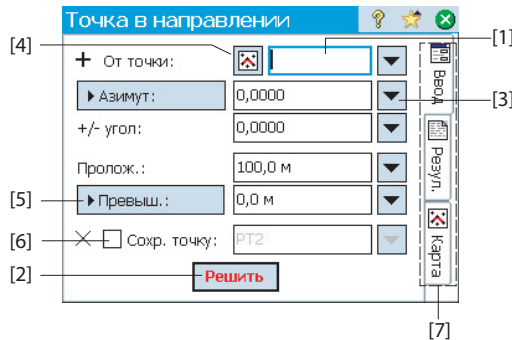 Точка в направлении
[4]
[1]
От точки:
Азимут:
0,0000
[3]
+/- угол:
0,0000
Пролож.:
100,0 м
[5]
Превыш.:
0,0 м
[6]
Сохр. точку:
PT2
[2]
Решить
Ввод
Резул.
Карта
[7]